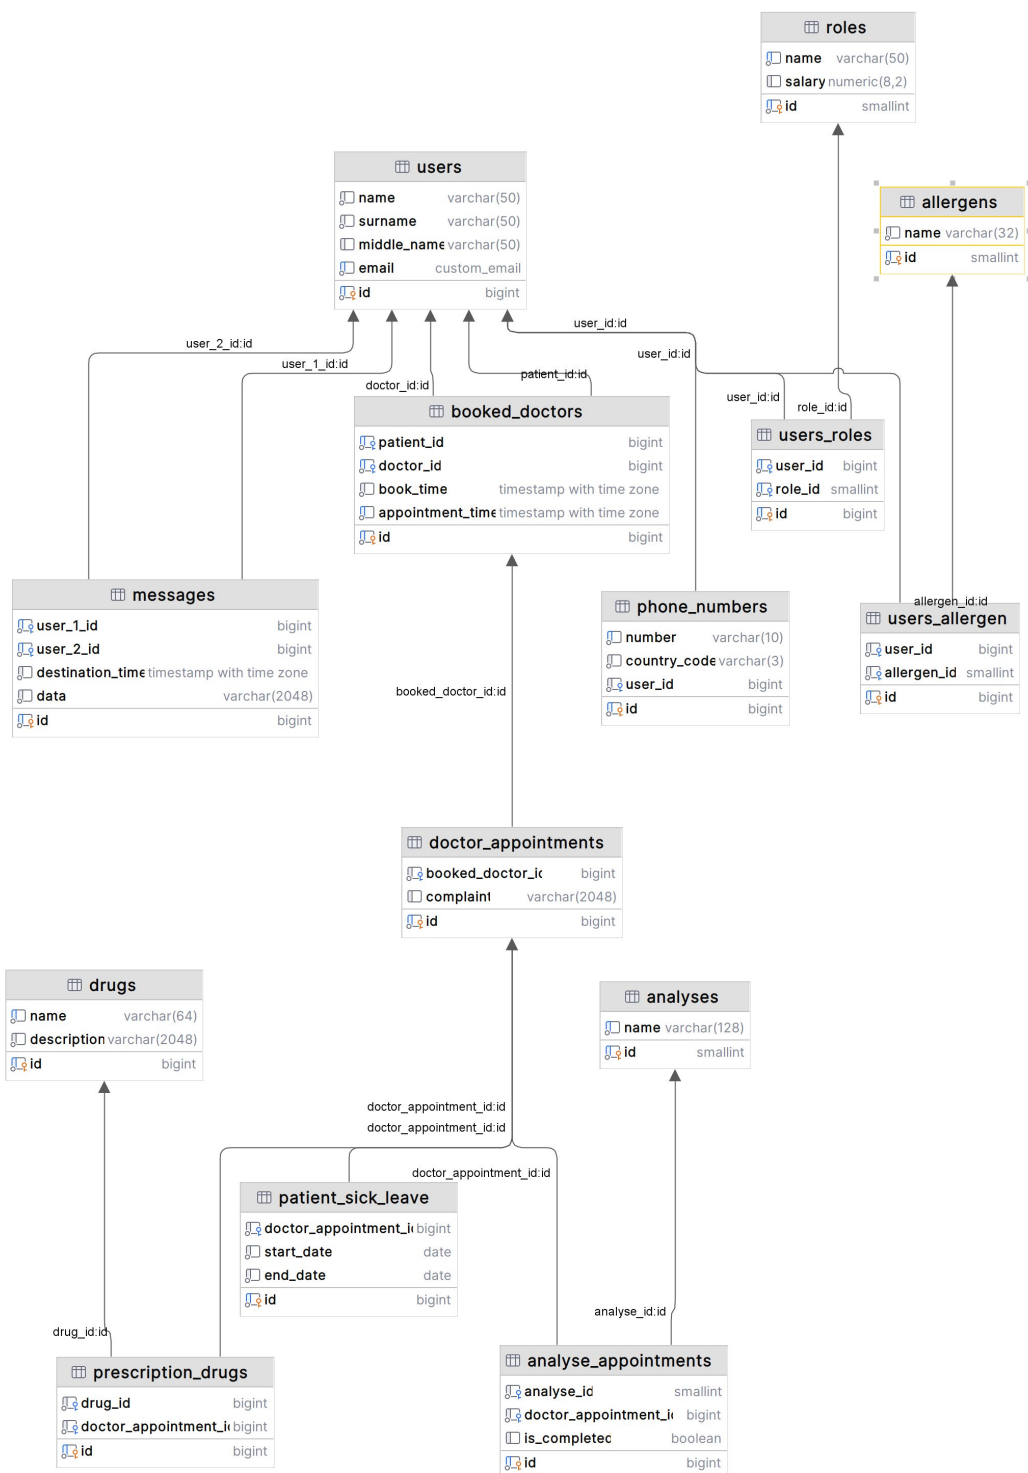 roles
name varchar(50)
salary numeric(8,2)
id smallint
users
name varchar(50)
surname varchar(50)
middle_name varchar(50)
email custom_email
id bigint
allergens
name varchar(32)
id smallint
user_2_id:id
user_1_id:id
doctor_id:id
patient_id:id
user_id:id
user_id:id
user_id:id
role_id:id
booked_doctors
patient_id bigint
doctor_id bigint
book_time timestamp with time zone
appointment_time timestamp with time zone
id bigint
users_roles
user_id bigint
role_id smallint
id bigint
messages
user_1_id bigint
user_2_id bigint
destination_time timestamp with time zone
data varchar(2048)
id bigint
phone_numbers
number varchar(10)
country_code varchar(3)
user_id bigint
id bigint
allergen_id:id
users_allergen
user_id bigint
allergen_id smallint
id bigint
booked_doctor_id:id
doctor_appointments
booked_doctor_id bigint
complaint varchar(2048)
id bigint
drugs
name varchar(64)
description varchar(2048)
id bigint
analyses
name varchar(128)
id smallint
doctor_appointment_id:id
doctor_appointment_id:id
doctor_appointment_id:id
patient_sick_leave
doctor_appointment_id bigint
start_date date
end_date date
id bigint
drug_id:id
analyse_id:id
prescription_drugs
drug_id bigint
doctor_appointment_id bigint
id bigint
analyse_appointments
analyse_id smallint
doctor_appointment_id bigint
is_completed boolean
id bigint